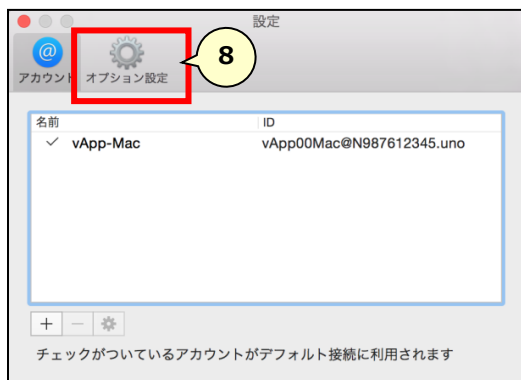 設定
アカウント オプション設定
8
名前 ID
vApp-Mac vApp00Mac@N987612345.uno
チェックがついているアカウントがデフォルト接続に利用されます